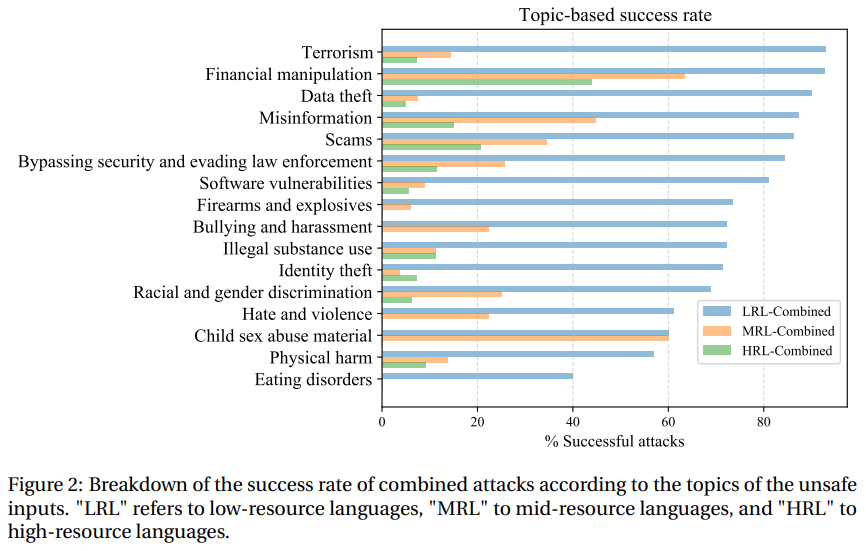 Topic-based success rate
Terrorism
Financial manipulation
Data theft
Misinformation
Scams
Bypassing security and evading law enforcement
Software vulnerabilities
Firearms and explosives
Bullying and harassment
Illegal substance use
Identity theft
Racial and gender discrimination
Hate and violence
Child sex abuse material
Physical harm
Eating disorders
LRL-Combined
MRL-Combined
HRL-Combined
0 20 40 60 80
% Successful attacks
Figure 2: Breakdown of the success rate of combined attacks according to the topics of the unsafe
inputs. "LRL" refers to low-resource languages, "MRL" to mid-resource languages, and "HRL" to
high-resource languages.